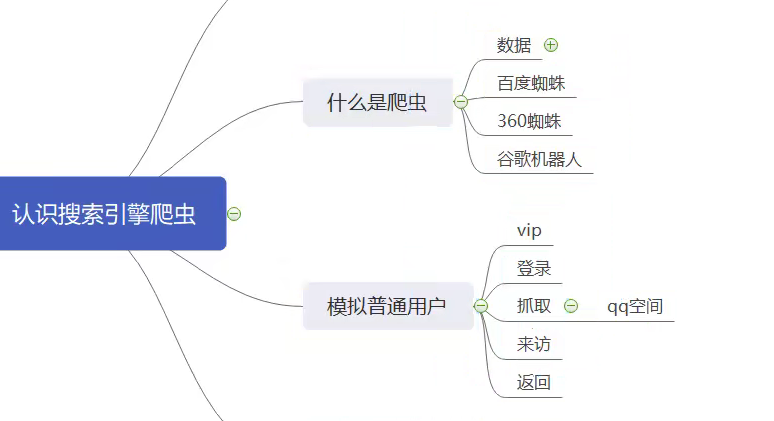 数据
百度蜘蛛
什么是爬虫
360蜘蛛
谷歌机器人
认识搜索引擎爬虫
vip
登录
模拟普通用户
抓取
qq空间
来访
返回